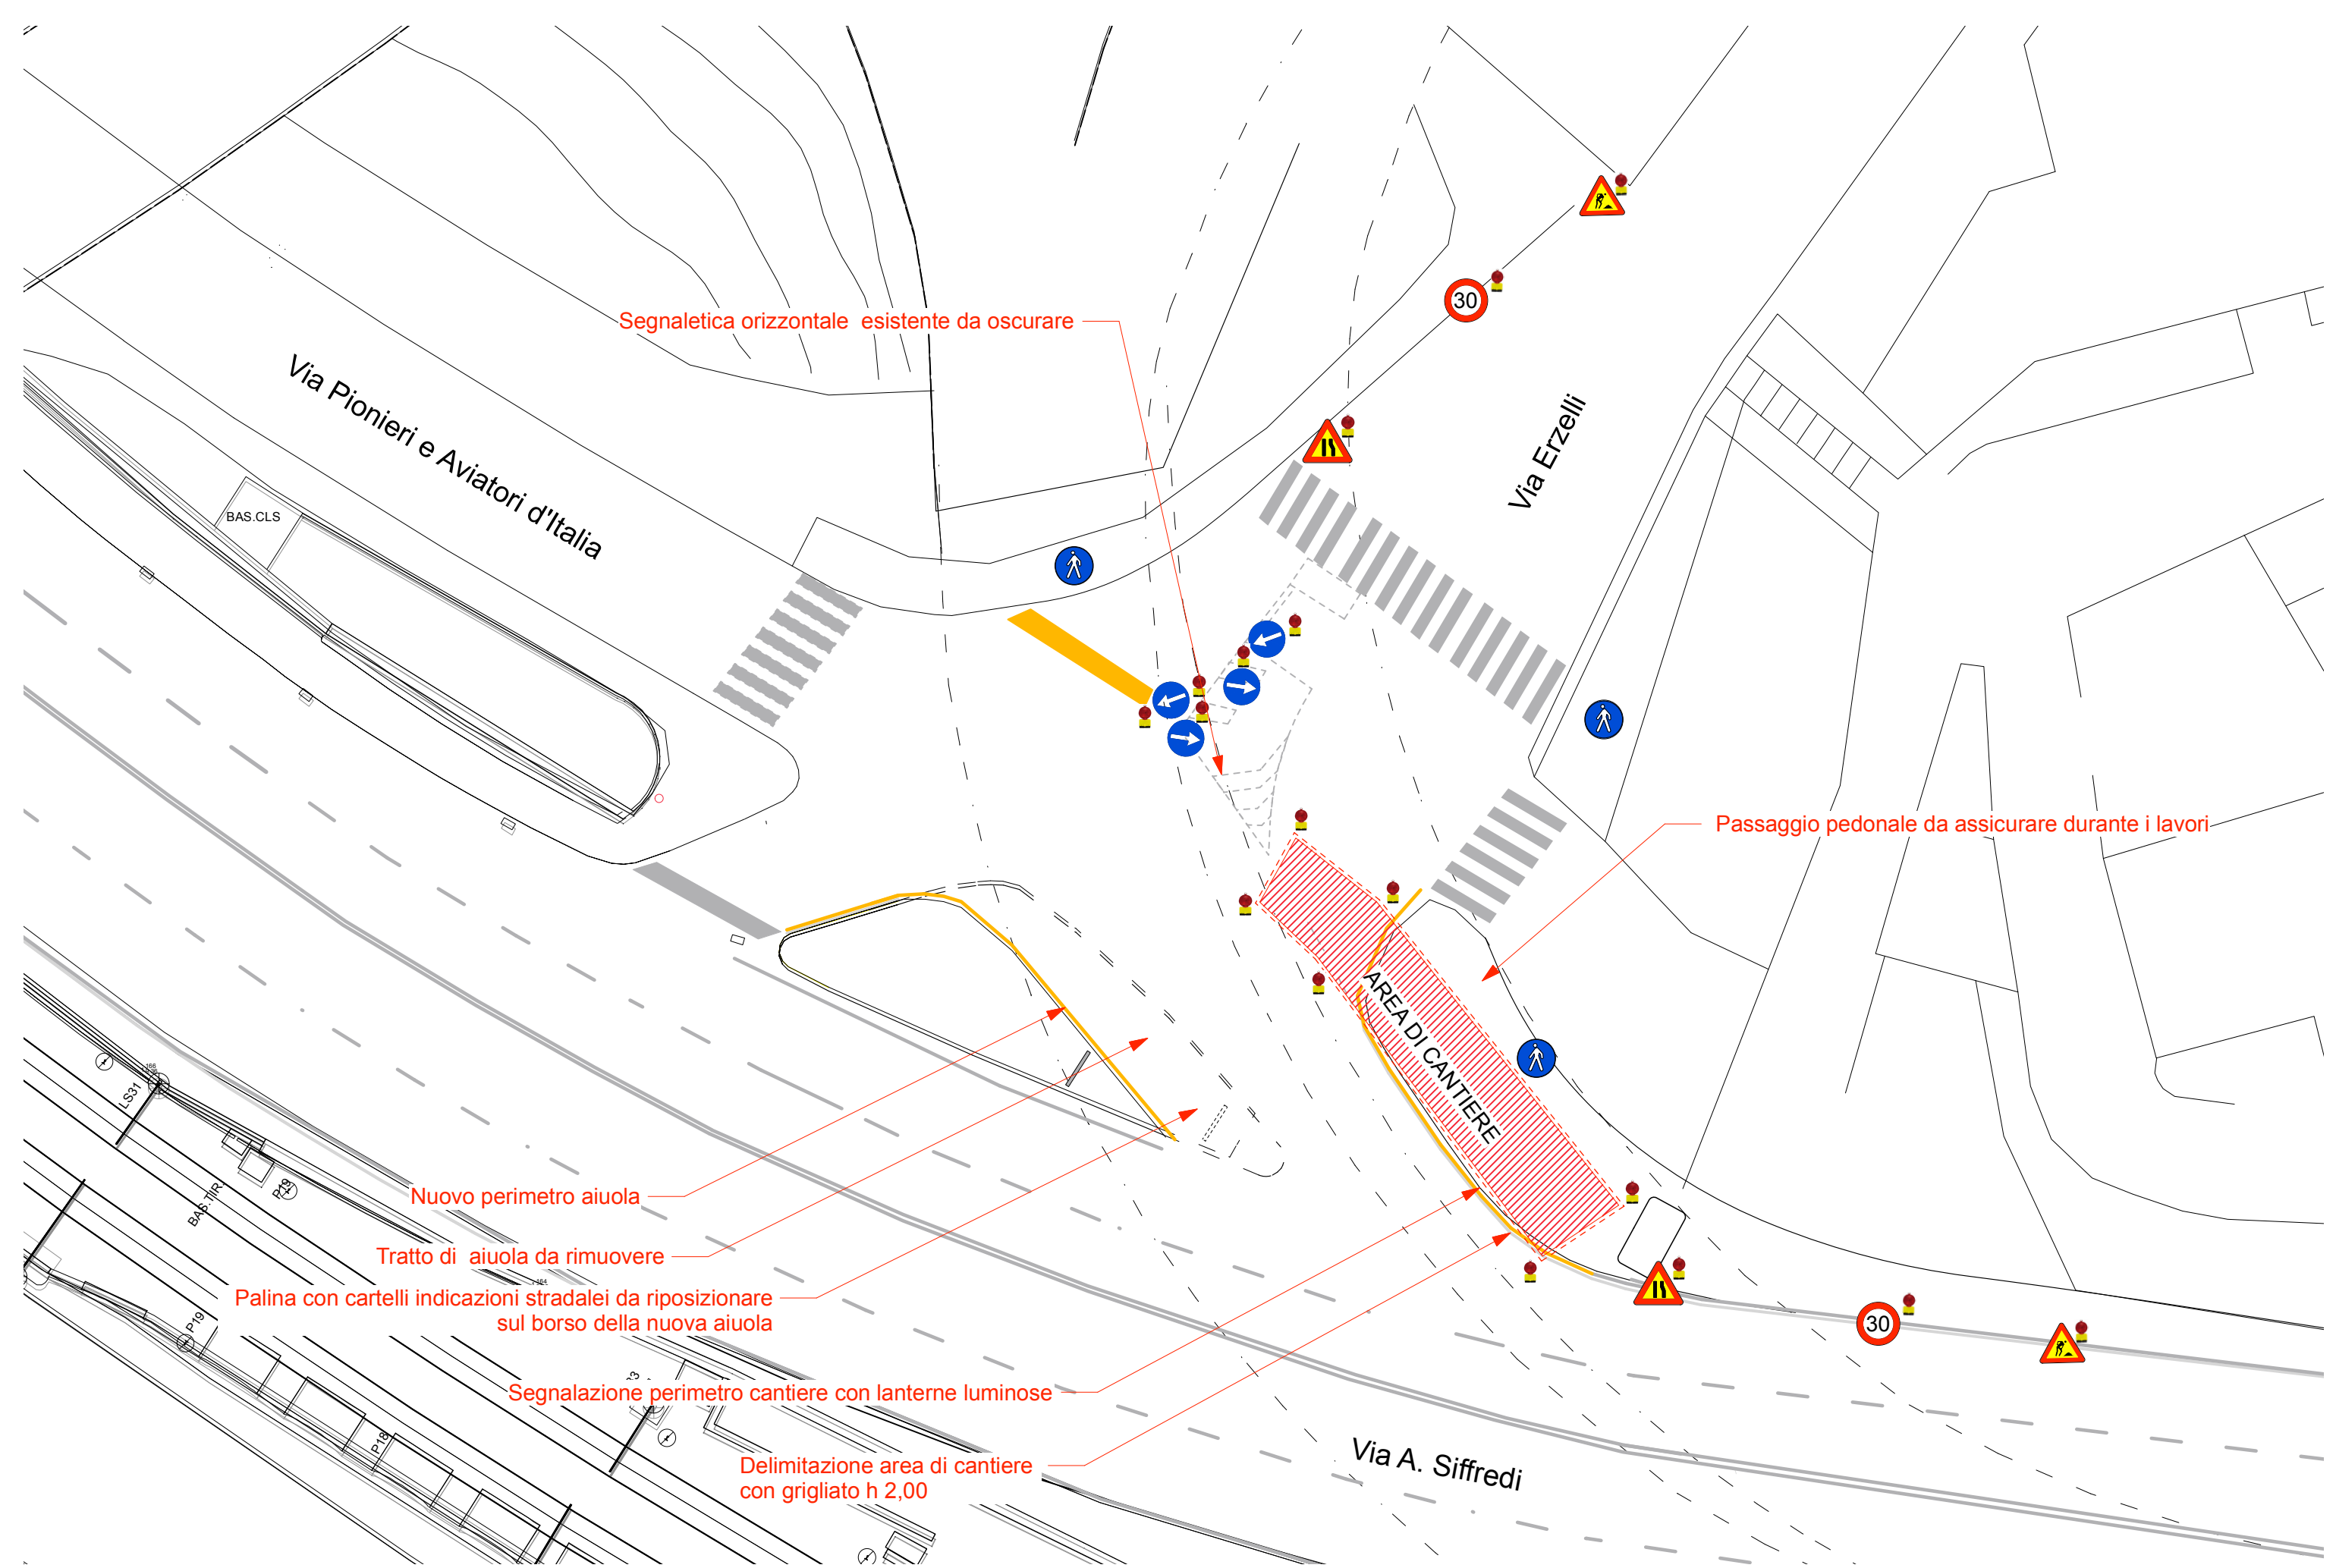 30
Segnaletica orizzontale esistente da oscurare
Via Pionieri e Aviatori d'Italia
Via Erzelli
BAS.CLS
Passaggio pedonale da assicurare durante i lavori
AREA DI CANTIERE
LS31
BAS.TIR
P19
Nuovo perimetro aiuola
Tratto di aiuola da rimuovere
Palina con cartelli indicazioni stradalei da riposizionare
sul borso della nuova aiuola
P19
30
Segnalazione perimetro cantiere con lanterne luminose
P18
Delimitazione area di cantiere
con grigliato h 2,00
Via A. Siffredi